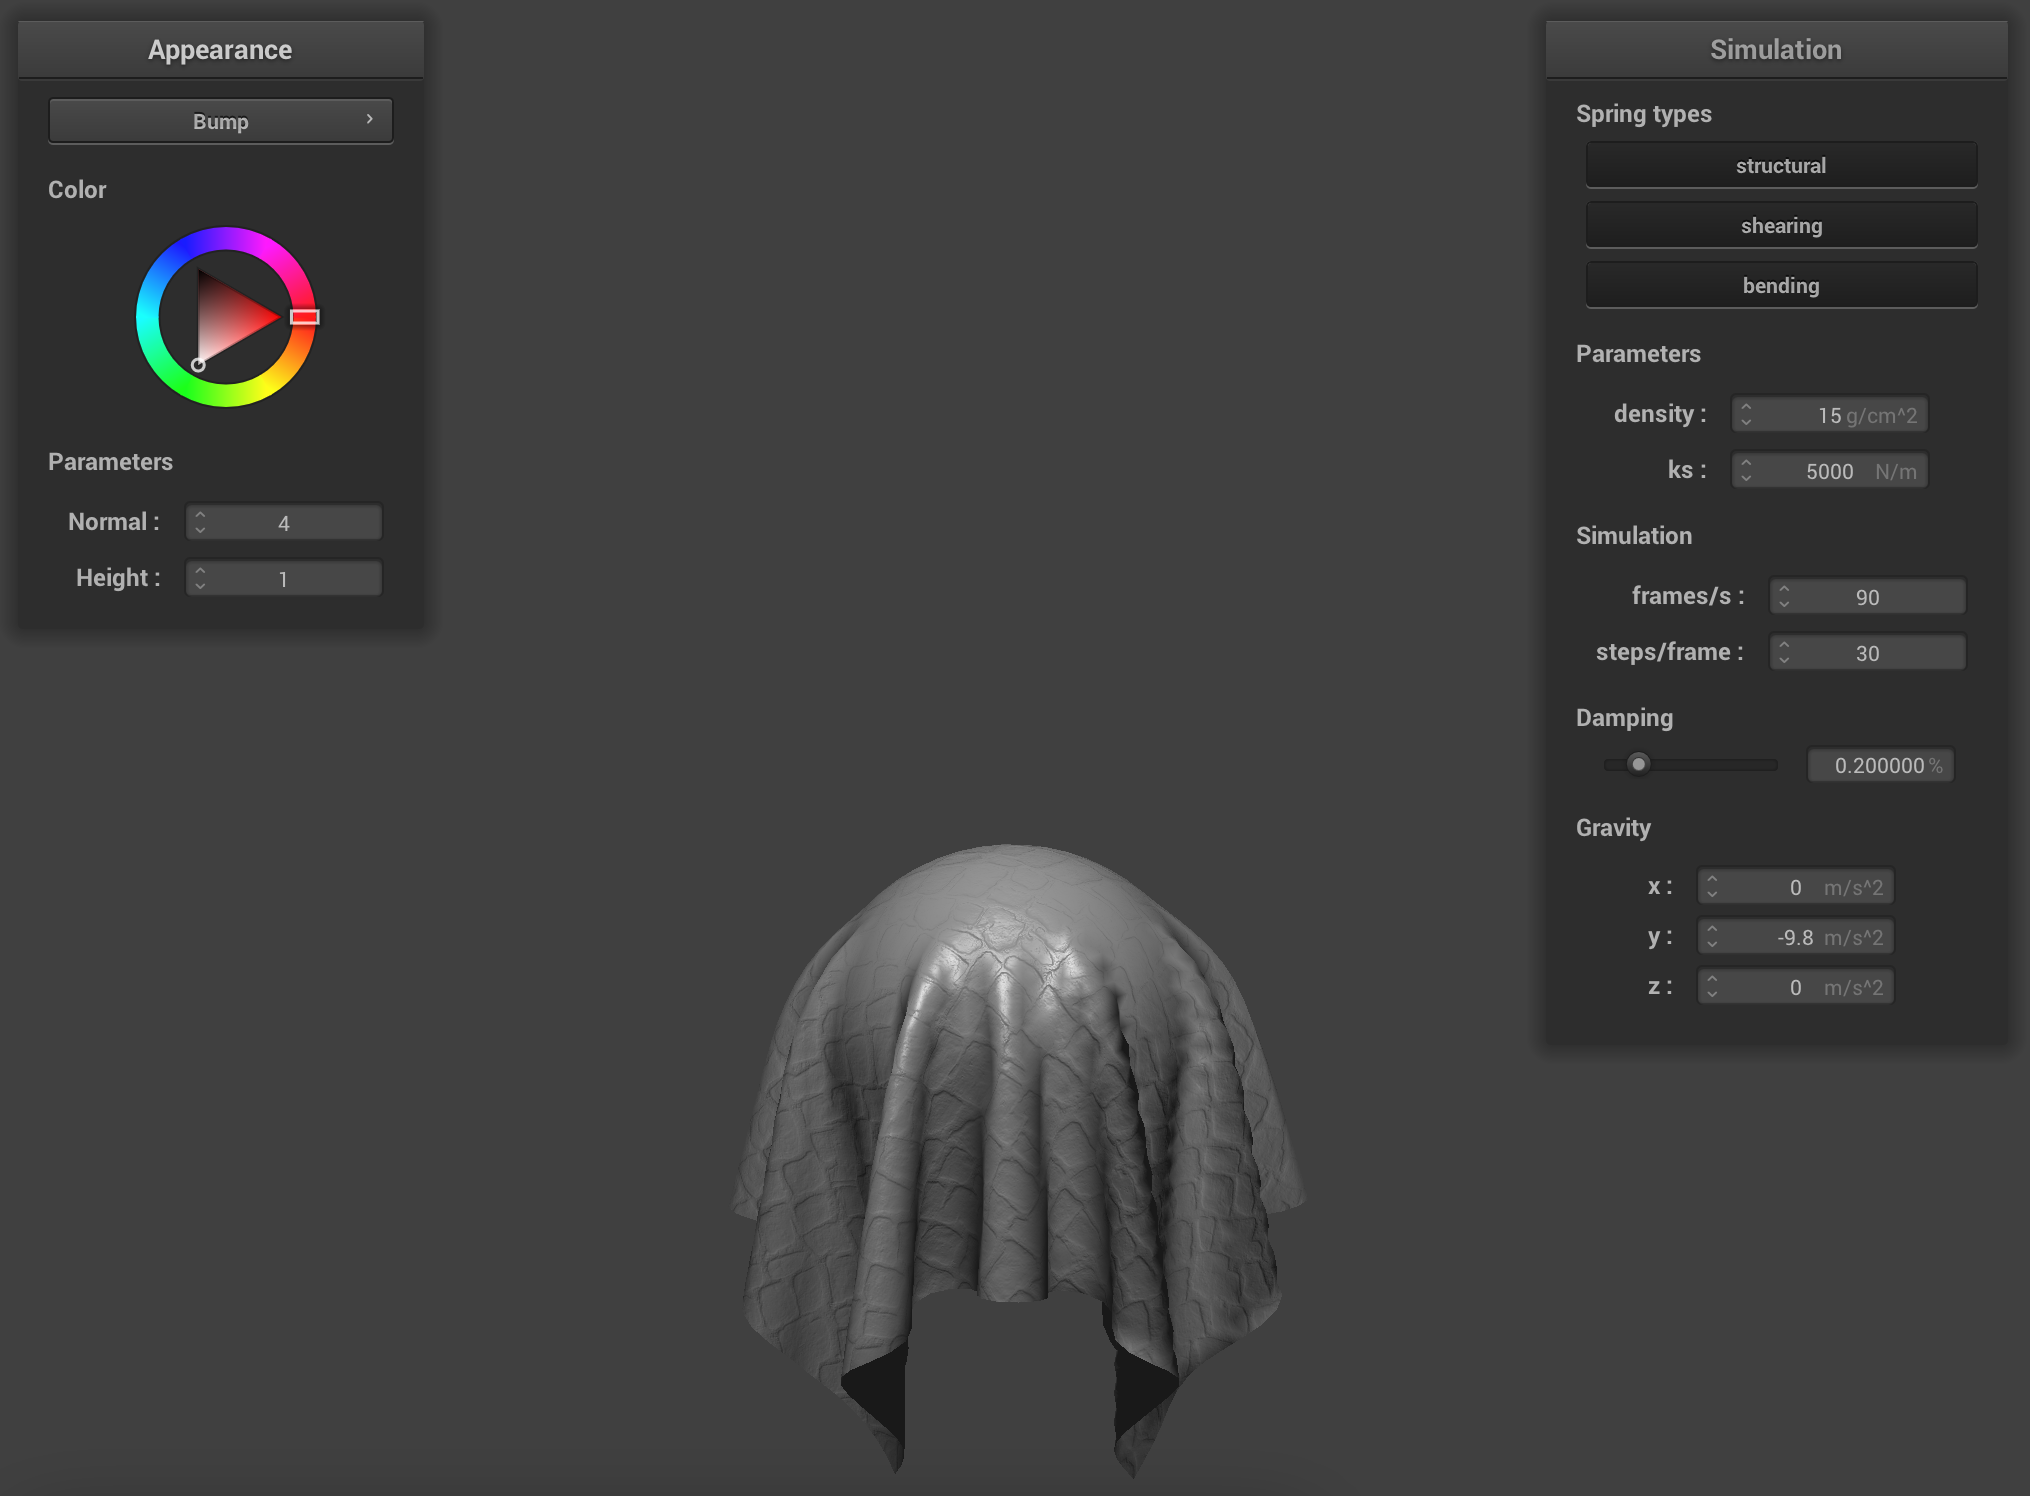 Appearance
Bump
Color
Parameters
Normal : 4
Height : 1
Simulation
Spring types
structural
shearing
bending
Parameters
density : 15 g/cm^2
ks : 5000 N/m
Simulation
frames/s : 90
steps/frame : 30
Damping
0.200000 %
Gravity
x : 0 m/s^2
y : -9.8 m/s^2
z : 0 m/s^2